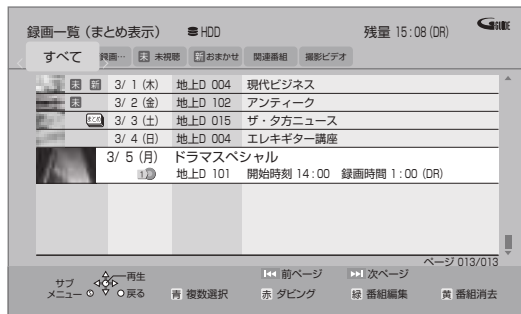 録画一覧(まとめ表示) HDD 残量 15:08 (DR) G GUIDE
すべて 録画… 未 未視聴 新 おまかせ 関連番組 撮影ビデオ
未 新 3/ 1 (木) 地上D 004 現代ビジネス
未 3/ 2 (金) 地上D 102 アンティーク
まとめ 3/ 3 (土) 地上D 015 ザ・夕方ニュース
3/ 4 (日) 地上D 004 エレキギター講座
3/ 5 (月) ドラマスペシャル
1 地上D 101 開始時刻 14:00 録画時間 1:00 (DR)
ページ 013/013
サブメニュー 再生 戻る 青 複数選択 前ページ 赤 ダビング 次ページ 緑 番組編集 黄 番組消去